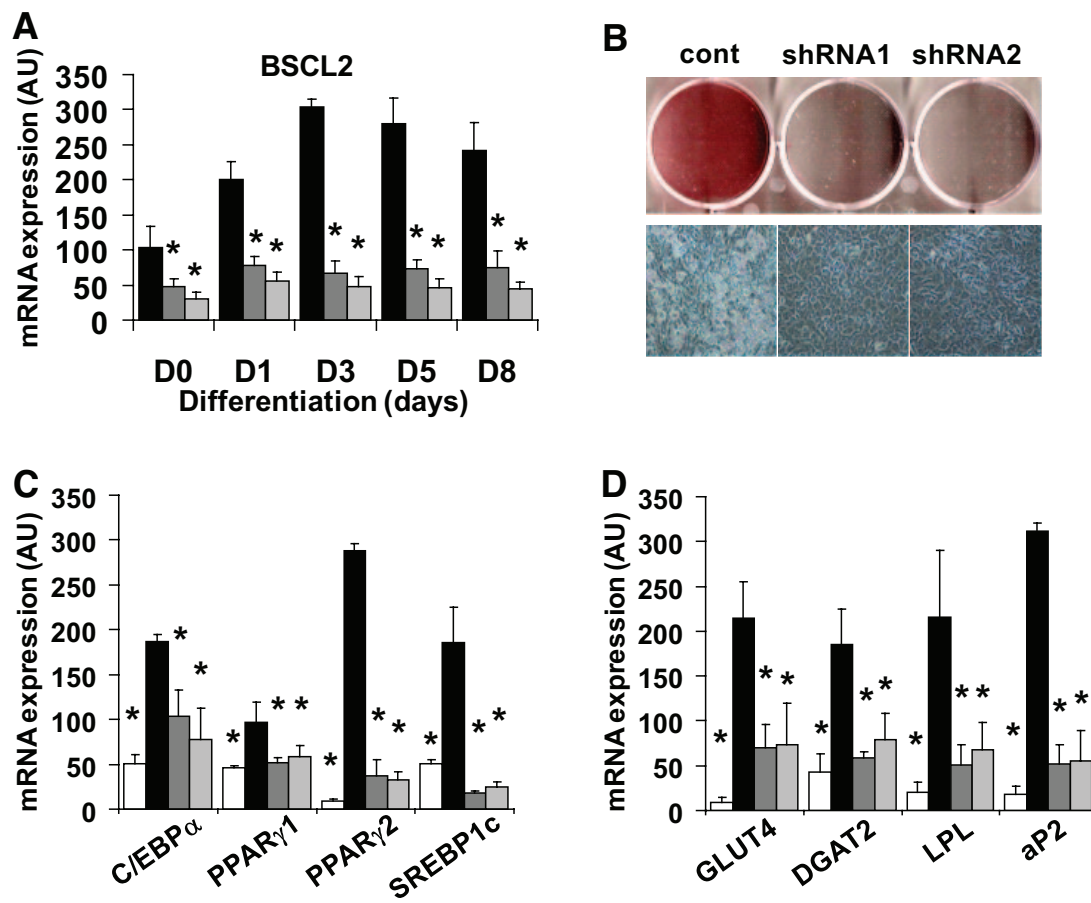 A
BSCL2
mRNA expression (AU)
350
300
250
200
150
100
50
0
* * * * * * * * * *
D0 D1 D3 D5 D8
Differentiation (days)
B
cont shRNA1 shRNA2
C
mRNA expression (AU)
350
300
250
200
150
100
50
0
* * * * * * * * * * * *
C/EBPα PPARγ1 PPARγ2 SREBP1c
D
mRNA expression (AU)
350
300
250
200
150
100
50
0
* * * * * * * * * * * *
GLUT4 DGAT2 LPL aP2